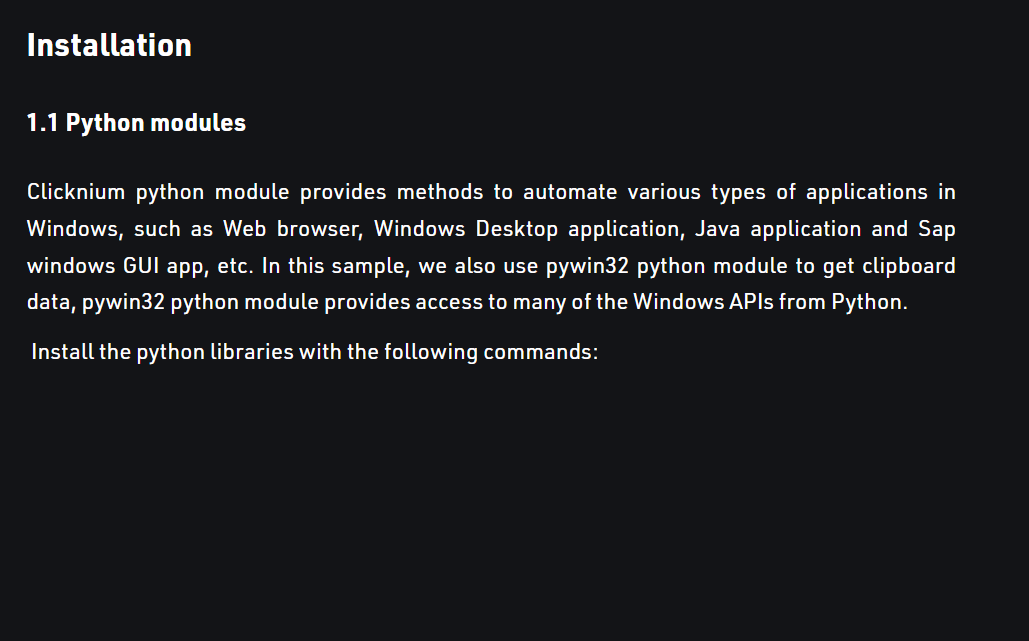 Installation
1.1 Python modules
Clicknium python module provides methods to automate various types of applications in
Windows, such as Web browser, Windows Desktop application, Java application and Sap
windows GUI app, etc. In this sample, we also use pywin32 python module to get clipboard
data, pywin32 python module provides access to many of the Windows APIs from Python.
Install the python libraries with the following commands: